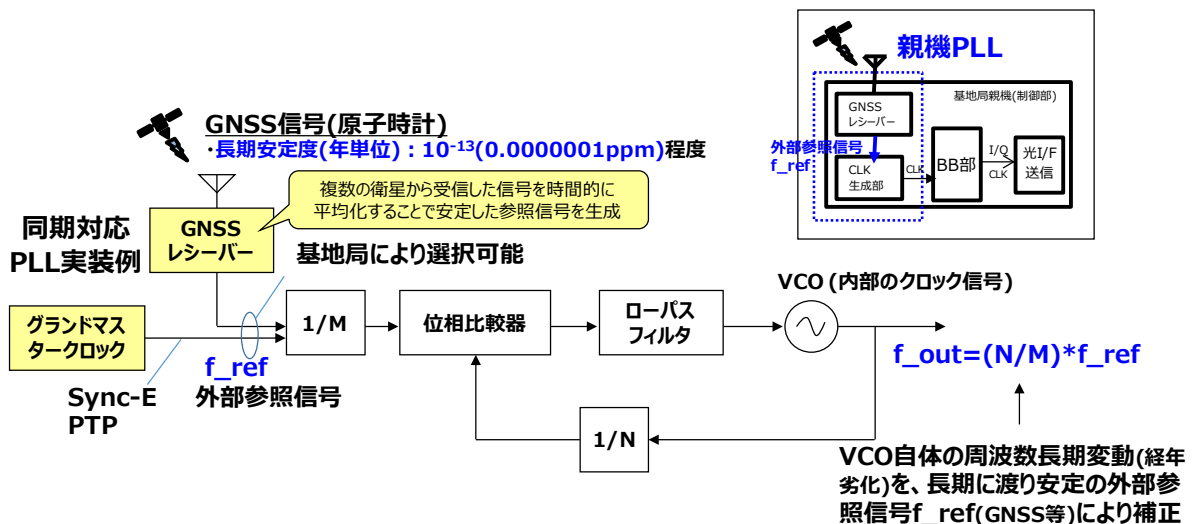 GNSS信号(原子時計)
・長期安定度(年単位) : 10⁻¹³(0.0000001ppm)程度
複数の衛星から受信した信号を時間的に
平均化することで安定した参照信号を生成
同期対応
PLL実装例
GNSS
レシーバー
基地局により選択可能
グランドマス
タークロック
Sync-E
PTP
f_ref
外部参照信号
1/M
位相比較器
ローパス
フィルタ
VCO (内部のクロック信号)
f_out=(N/M)*f_ref
1/N
VCO自体の周波数長期変動(経年
劣化)を、長期に渡り安定の外部参
照信号f_ref(GNSS等)により補正
親機PLL
基地局親機(制御部)
GNSS
レシーバー
外部参照信号
f_ref
CLK
生成部
CLK
BB部
I/Q
CLK
光I/F
送信